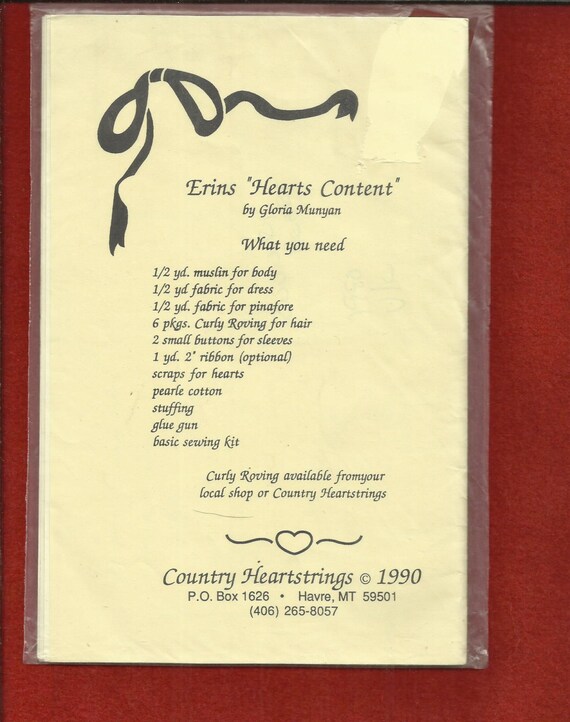 Erins "Hearts Content"
by Gloria Munyan
What you need
1/2 yd. muslin for body
1/2 yd fabric for dress
1/2 yd. fabric for pinafore
6 pkgs. Curly Roving for hair
2 small buttons for sleeves
1 yd. 2" ribbon (optional)
scraps for hearts
pearle cotton
stuffing
glue gun
basic sewing kit
Curly Roving available fromyour
local shop or Country Heartstrings
Country Heartstrings © 1990
P.O. Box 1626 • Havre, MT 59501
(406) 265-8057